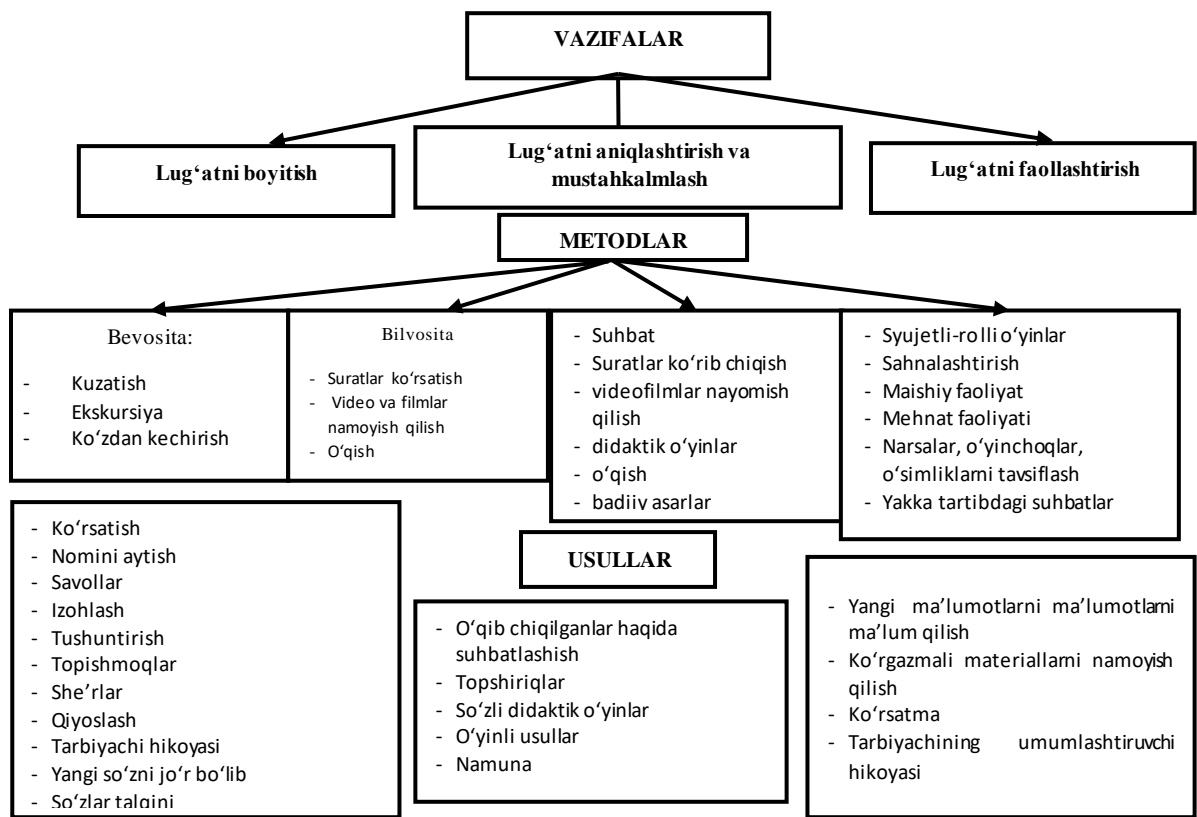 VAZIFALAR
Lug‘atni boyitish
Lug‘atni aniqlashtirish va
mustahkalmlash
Lug‘atni faollashtirish
METODLAR
Bevosita:
- Kuzatish
- Ekskursiya
- Ko‘zdan kechirish
Bilvosita
- Suratlar ko‘rsatish
- Video va filmlar
namoyish qilish
- O‘qish
- Suhbat
- Suratlar ko‘rib chiqish
- videofilmlar nayomish
qilish
- didaktik o‘yinlar
- o‘qish
- badiiy asarlar
- Syujetli-rolli o‘yinlar
- Sahnalashtirish
- Maishiy faoliyat
- Mehnat faoliyati
- Narsalar, o‘yinchoqlar,
o‘simliklarni tavsiflash
- Yakka tartibdagi suhbatlar
USULLAR
- Ko‘rsatish
- Nomini aytish
- Savollar
- Izohlash
- Tushuntirish
- Topishmoqlar
- She’rlar
- Qiyoslash
- Tarbiyachi hikoyasi
- Yangi so‘zni jo‘r bo‘lib
- So‘zlar talqini
- O‘qib chiqilganlar haqida
suhbatlashish
- Topshiriqlar
- So‘zli didaktik o‘yinlar
- O‘yinli usullar
- Namuna
- Yangi ma’lumotlarni ma’lumotlarni
ma’lum qilish
- Ko‘rgazmali materiallarni namoyish
qilish
- Ko‘rsatma
- Tarbiyachining umumlashtiruvchi
hikoyasi